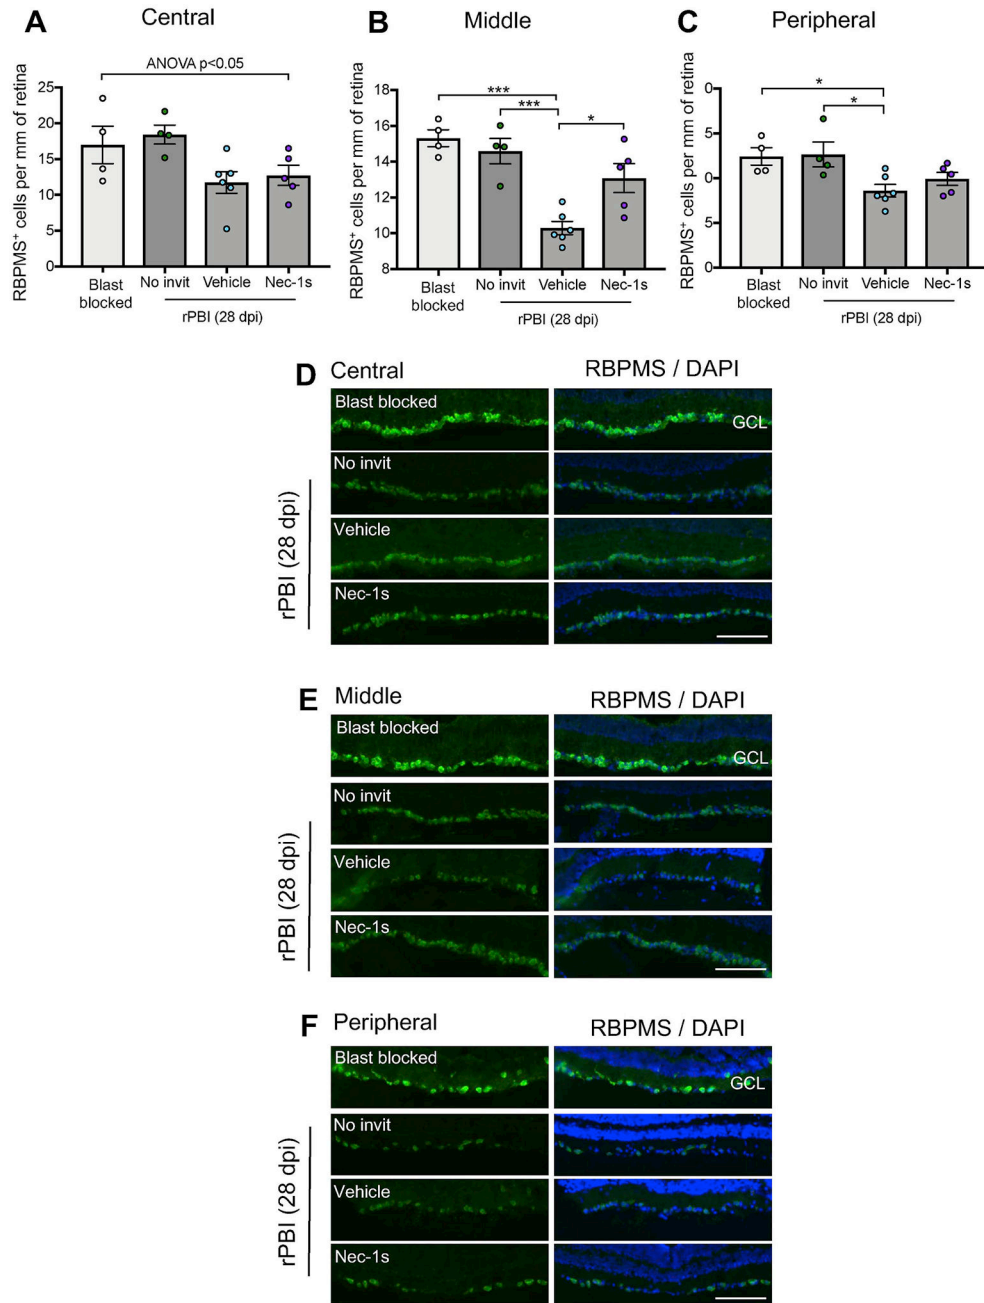 A Central
B Middle
C Peripheral
RBPMS+ cells per mm of retina
25
20
15
10
5
0
ANOVA p<0.05
Blast blocked
No invit
Vehicle
Nec-1s
rPBI (28 dpi)
RBPMS+ cells per mm of retina
18
16
14
12
10
8
***
***
*
Blast blocked
No invit
Vehicle
Nec-1s
rPBI (28 dpi)
RBPMS+ cells per mm of retina
0
5
0
5
0
*
*
Blast blocked
No invit
Vehicle
Nec-1s
rPBI (28 dpi)
D Central
RBPMS / DAPI
Blast blocked
GCL
No invit
Vehicle
Nec-1s
rPBI (28 dpi)
E Middle
RBPMS / DAPI
Blast blocked
GCL
No invit
Vehicle
Nec-1s
rPBI (28 dpi)
F Peripheral
RBPMS / DAPI
Blast blocked
GCL
No invit
Vehicle
Nec-1s
rPBI (28 dpi)